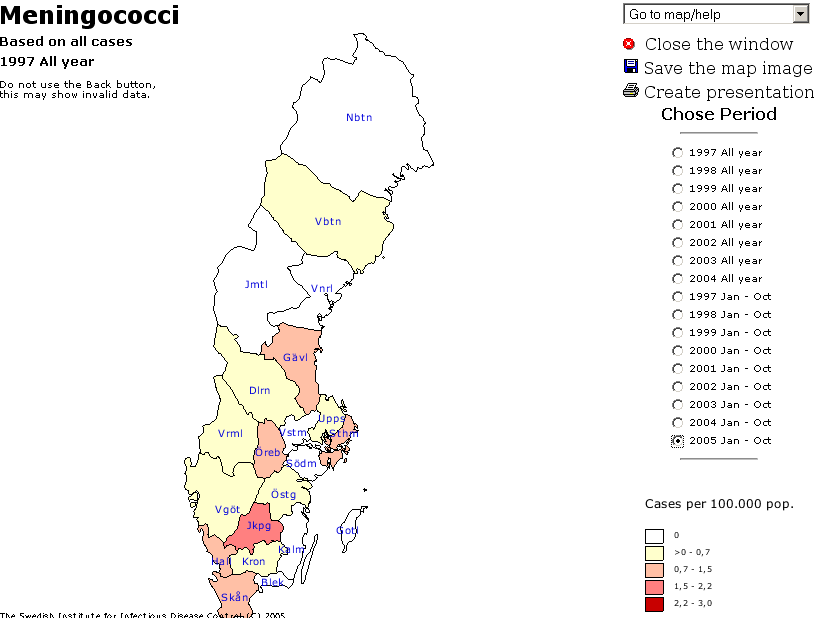 Meningococci
Based on all cases
1997 All year
Do not use the Back button,
this may show invalid data.
Go to map/help
Close the window
Save the map image
Create presentation
Chose Period
1997 All year
1998 All year
1999 All year
2000 All year
2001 All year
2002 All year
2003 All year
2004 All year
1997 Jan - Oct
1998 Jan - Oct
1999 Jan - Oct
2000 Jan - Oct
2001 Jan - Oct
2002 Jan - Oct
2003 Jan - Oct
2004 Jan - Oct
2005 Jan - Oct
Cases per 100.000 pop.
0
>0 - 0,7
0,7 - 1,5
1,5 - 2,2
2,2 - 3,0
Nbtn
Vbtn
Jmtl
Vnrl
Gävl
Dlrn
Upps
Vrml
Vstm
Sthm
Öreb
Södm
Östg
Vgöt
Jkpg
Gotl
Kalm
Hall
Kron
Blek
Skån
The Swedish Institute for Infectious Disease Control (C) 2005